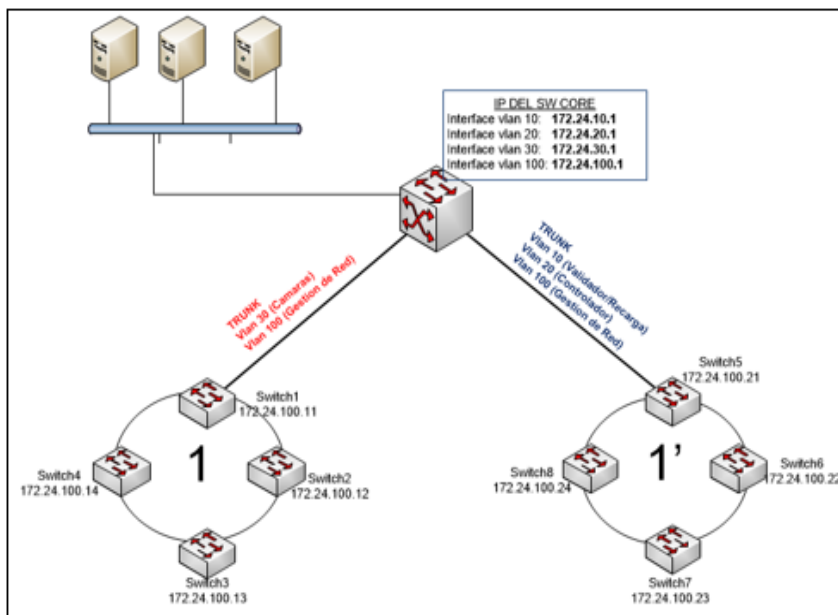 IP DEL SW CORE
Interface vlan 10: 172.24.10.1
Interface vlan 20: 172.24.20.1
Interface vlan 30: 172.24.30.1
Interface vlan 100: 172.24.100.1
TRUNK
Vlan 30 (Camaras)
Vlan 100 (Gestion de Red)
TRUNK
Vlan 10 (Validador/Recarga)
Vlan 20 (Controlador)
Vlan 100 (Gestion de Red)
Switch1
172.24.100.11
Switch4
172.24.100.14
1
Switch2
172.24.100.12
Switch3
172.24.100.13
Switch5
172.24.100.21
Switch8
172.24.100.24
1’
Switch6
172.24.100.22
Switch7
172.24.100.23